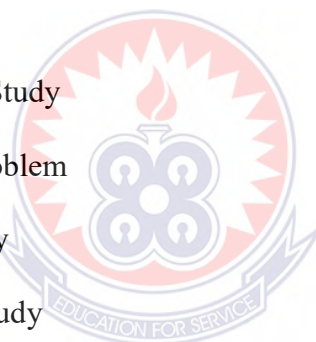 Study
oblem
y
udy
EDUCATION FOR SERVICE